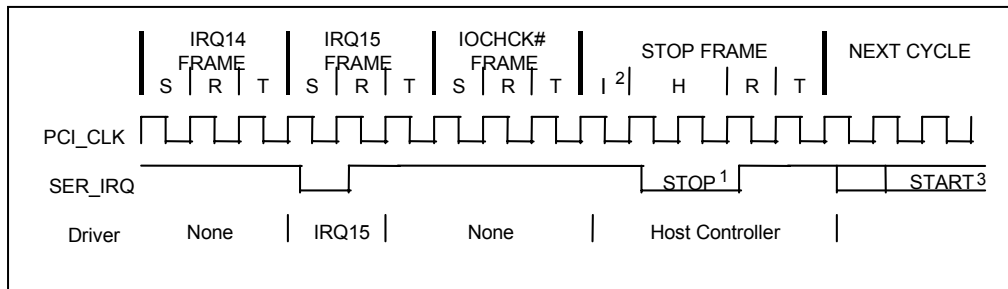 IRQ14 FRAME
IRQ15 FRAME
IOCHCK# FRAME
STOP FRAME
NEXT CYCLE
S R T S R T S R T I 2 H R T
PCI_CLK
SER_IRQ STOP 1 START 3
Driver None IRQ15 None Host Controller